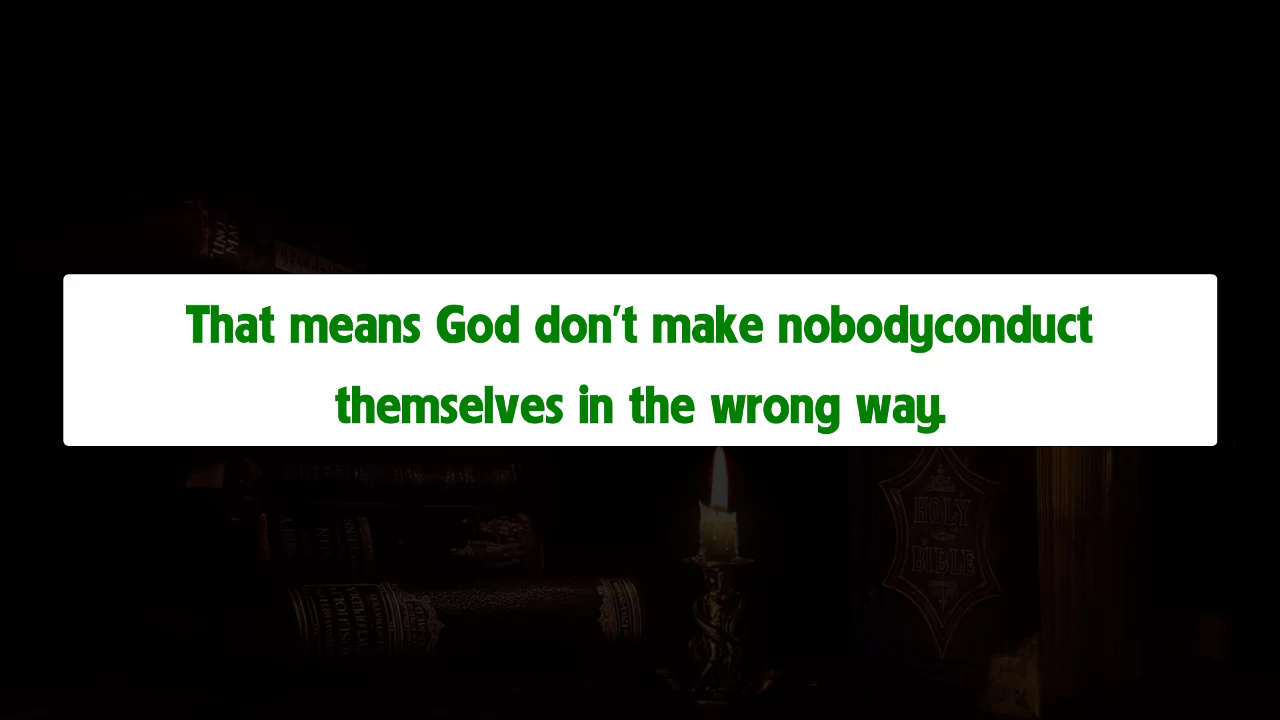 That means God don't make nobodyconduct
themselves in the wrong way.
HOLY
BIBLE